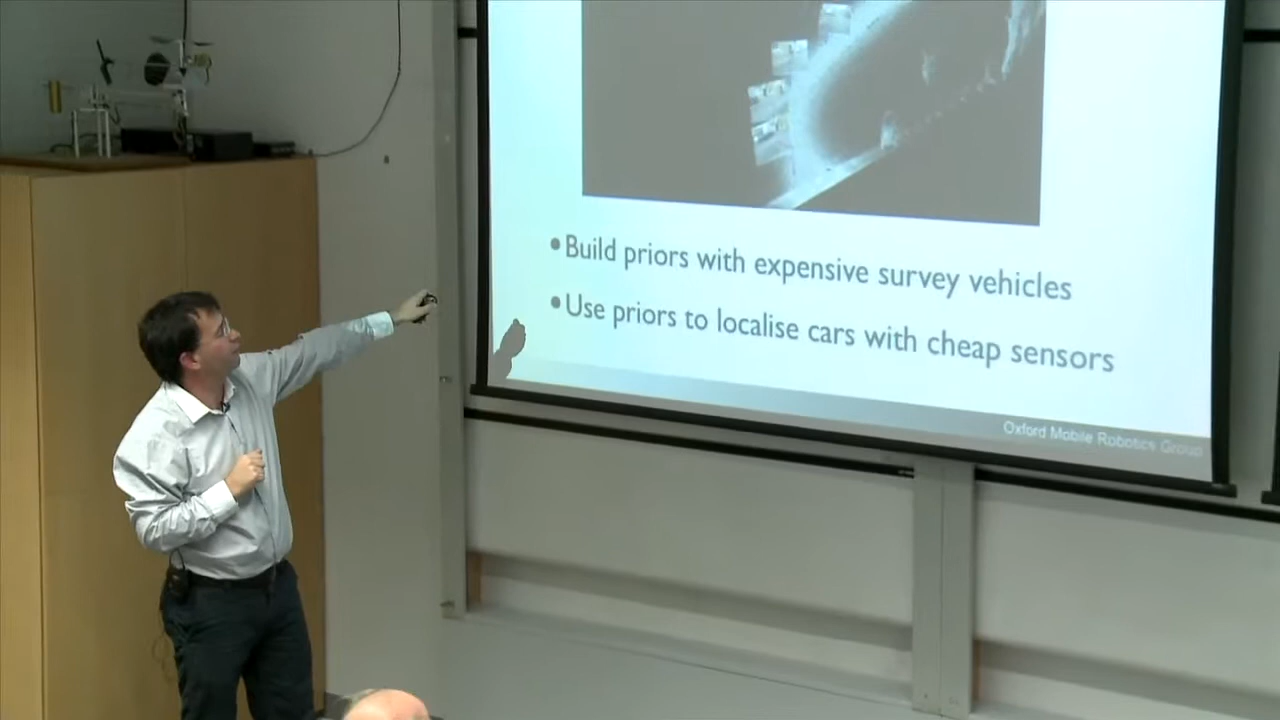 •Build priors with expensive survey vehicles
•Use priors to localise cars with cheap sensors
Oxford Mobile Robotics Group